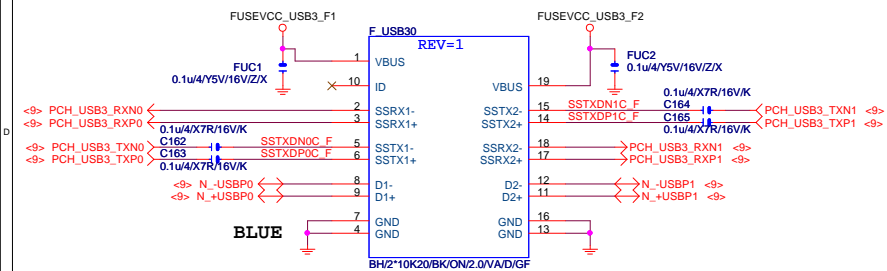 FUSEVCC_USB3_F1
FUSEVCC_USB3_F2
F_USB30
REV=1
FUC1
0.1u/4/Y5V/16V/Z/X
FUC2
0.1u/4/Y5V/16V/Z/X
1 VBUS
10 ID
VBUS 19
<9> PCH_USB3_RXN0 2 SSRX1-
<9> PCH_USB3_RXP0 3 SSRX1+
0.1u/4/X7R/16V/K
<9> PCH_USB3_TXN0 C162 SSTXDN0C_F 5 SSTX1-
<9> PCH_USB3_TXP0 C163 SSTXDP0C_F 6 SSTX1+
0.1u/4/X7R/16V/K
<9> N_-USBP0 8 D1-
<9> N_+USBP0 9 D1+
7 GND
4 GND
BLUE
0.1u/4/X7R/16V/K
SSTX2- 15 SSTXDN1C_F C164 PCH_USB3_TXN1 <9>
SSTX2+ 14 SSTXDP1C_F C165 PCH_USB3_TXP1 <9>
0.1u/4/X7R/16V/K
SSRX2- 18 PCH_USB3_RXN1 <9>
SSRX2+ 17 PCH_USB3_RXP1 <9>
D2- 12 N_-USBP1 <9>
D2+ 11 N_+USBP1 <9>
GND 16
GND 13
BH/2*10K20/BK/ON/2.0/VA/D/GF
D